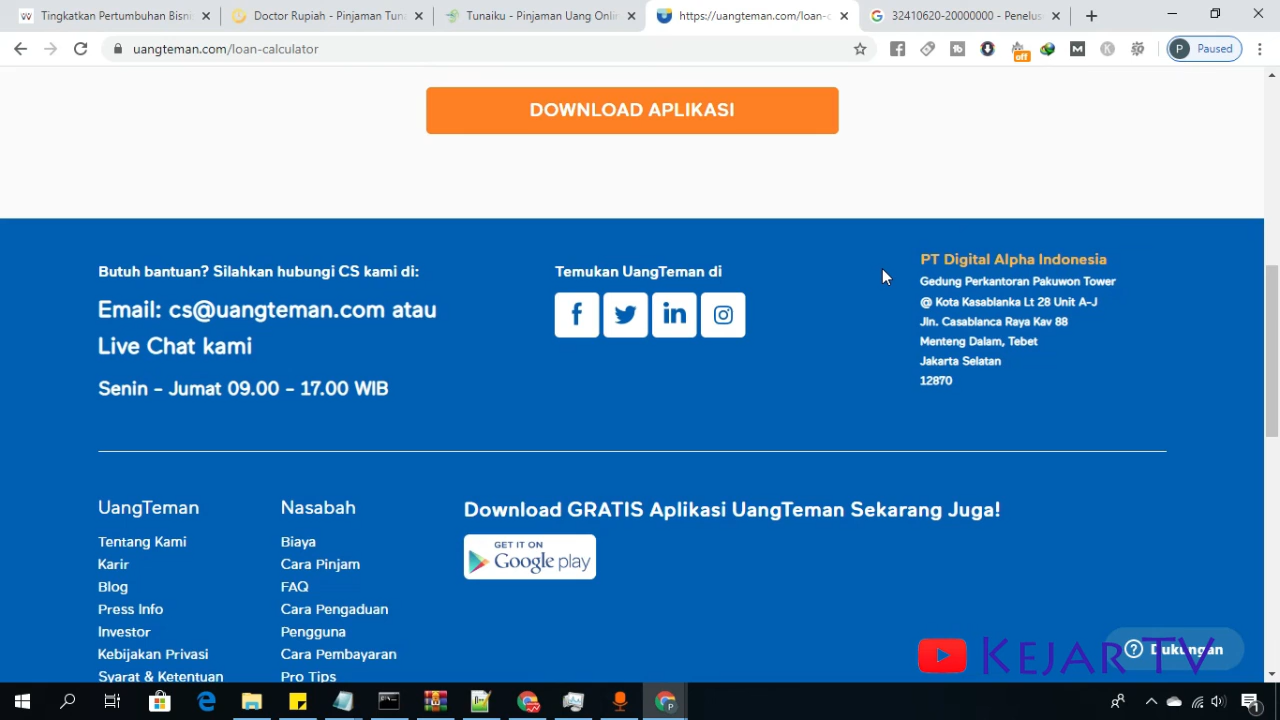 Tingkatkan Pertumbuhan Bisn
Doctor Rupiah - Pinjaman Tun
Tunaiku - Pinjaman Uang Onlin
https://uangteman.com/loan-c
32410620-20000000 - Penelus
uangteman.com/loan-calculator
off
M
K
P
Paused
DOWNLOAD APLIKASI
Butuh bantuan? Silahkan hubungi CS kami di:
Email: cs@uangteman.com atau
Live Chat kami
Senin - Jumat 09.00 - 17.00 WIB
Temukan UangTeman di
PT Digital Alpha Indonesia
Gedung Perkantoran Pakuwon Tower
@ Kota Kasablanka Lt 28 Unit A-J
Jln. Casablanca Raya Kav 88
Menteng Dalam, Tebet
Jakarta Selatan
12870
UangTeman
Tentang Kami
Karir
Blog
Press Info
Investor
Kebijakan Privasi
Syarat & Ketentuan
Nasabah
Biaya
Cara Pinjam
FAQ
Cara Pengaduan
Pengguna
Cara Pembayaran
Pro Tips
Download GRATIS Aplikasi UangTeman Sekarang Juga!
GET IT ON
Google play
Dukungan
KEJAR TV